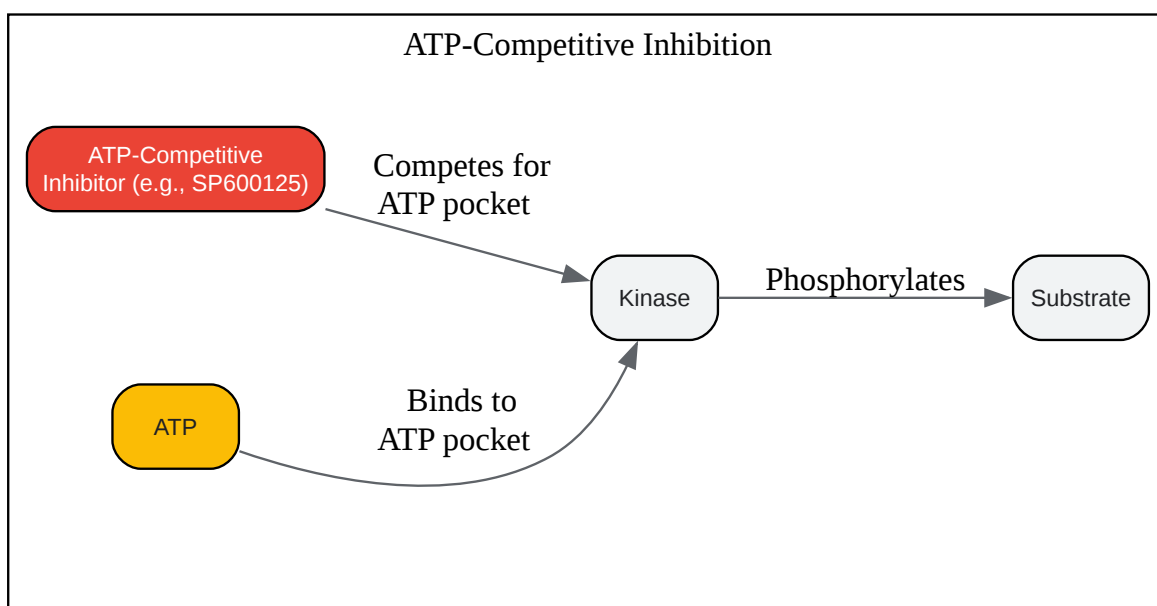 ATP-Competitive Inhibition
ATP-Competitive
Inhibitor (e.g., SP600125)
Competes for
ATP pocket
Kinase
Phosphorylates
Substrate
ATP
Binds to
ATP pocket